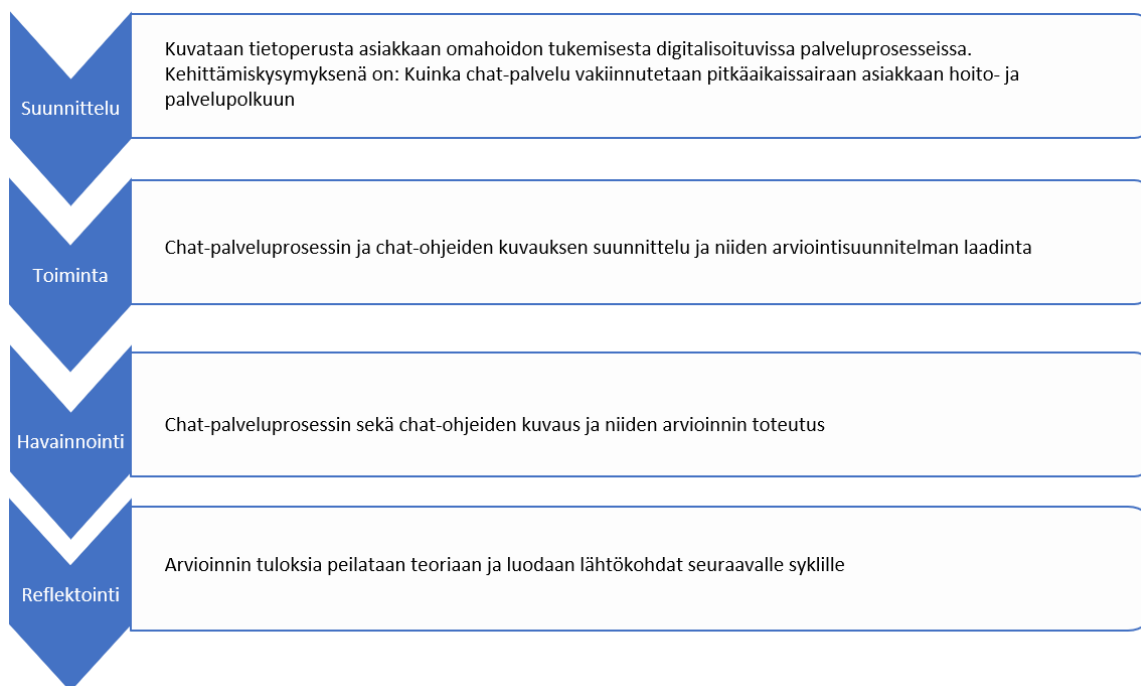 Suunnittelu
Kuvataan tietoperusta asiakkaan omahoidon tukemisesta digitalisoituvissa palveluprosesseissa.
Kehittämiskysymyksenä on: Kuinka chat-palvelu vakiinnutetaan pitkäaikaissairaan asiakkaan hoito- ja
palvelupolkuun
Toiminta
Chat-palveluprosessin ja chat-ohjeiden kuvauksen suunnittelu ja niiden arviointisuunnitelman laadinta
Havainnointi
Chat-palveluprosessin sekä chat-ohjeiden kuvaus ja niiden arvioinnin toteutus
Reflektointi
Arvioinnin tuloksia peilataan teoriaan ja luodaan lähtökohdat seuraavalle syklille